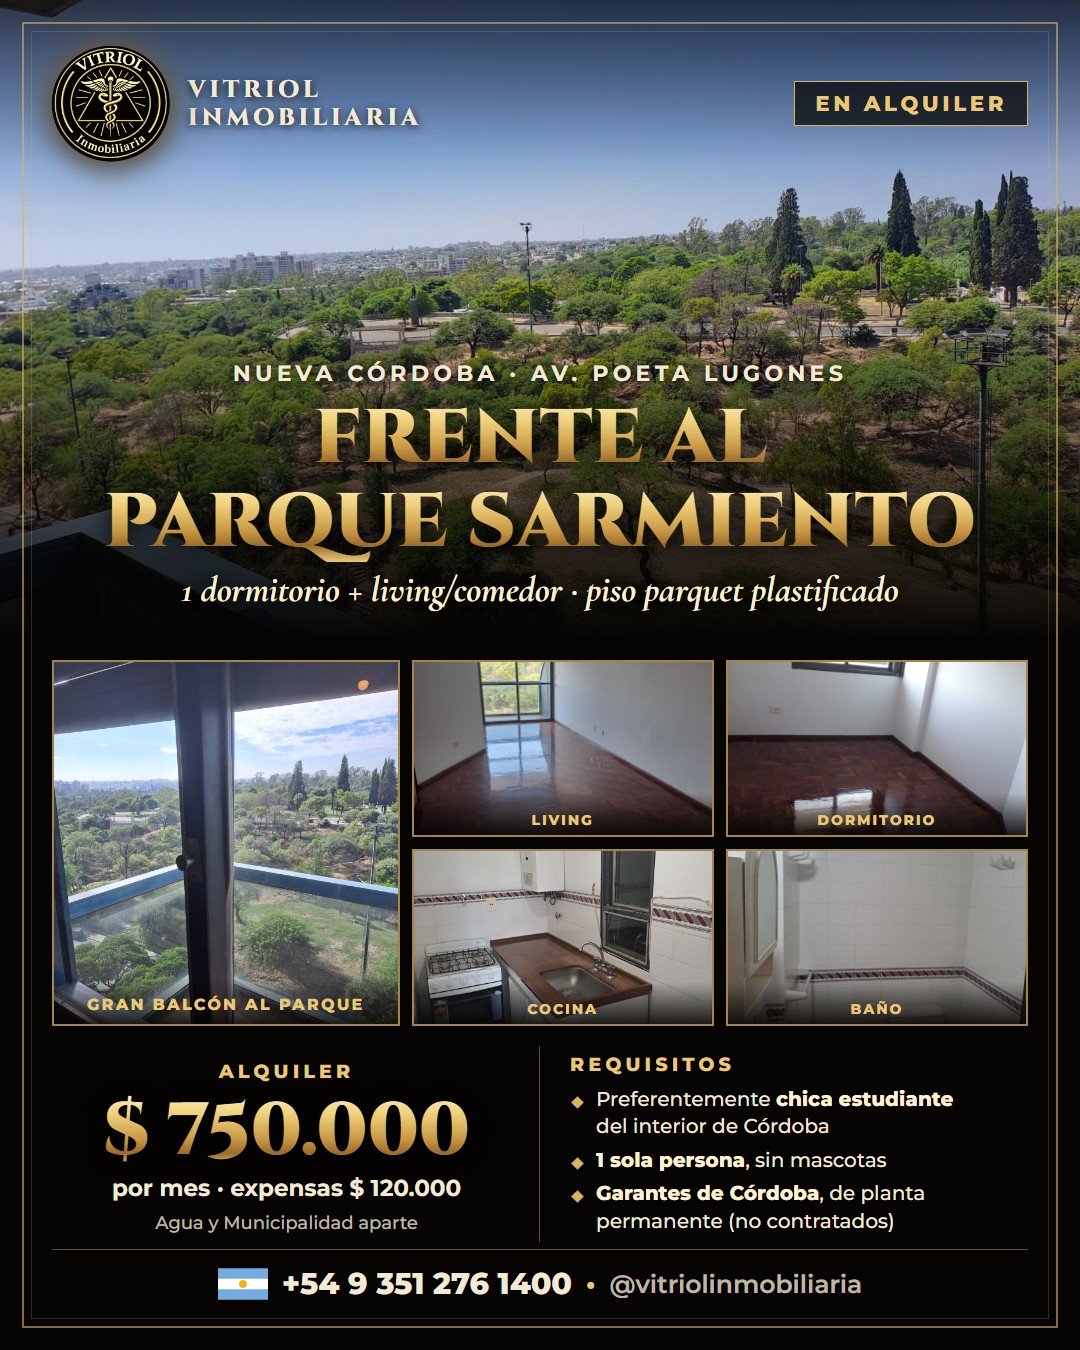 VITRIOL
Inmobiliaria
VITRIOL
INMOBILIARIA
EN ALQUILER
NUEVA CÓRDOBA · AV. POETA LUGONES
FRENTE AL
PARQUE SARMIENTO
1 dormitorio + living/comedor · piso parquet plastificado
GRAN BALCÓN AL PARQUE
LIVING
DORMITORIO
COCINA
BAÑO
ALQUILER
$ 750.000
por mes · expensas $ 120.000
Agua y Municipalidad aparte
REQUISITOS
◆ Preferentemente chica estudiante
del interior de Córdoba
◆ 1 sola persona, sin mascotas
◆ Garantes de Córdoba, de planta
permanente (no contratados)
+54 9 351 276 1400 • @vitriolinmobiliaria